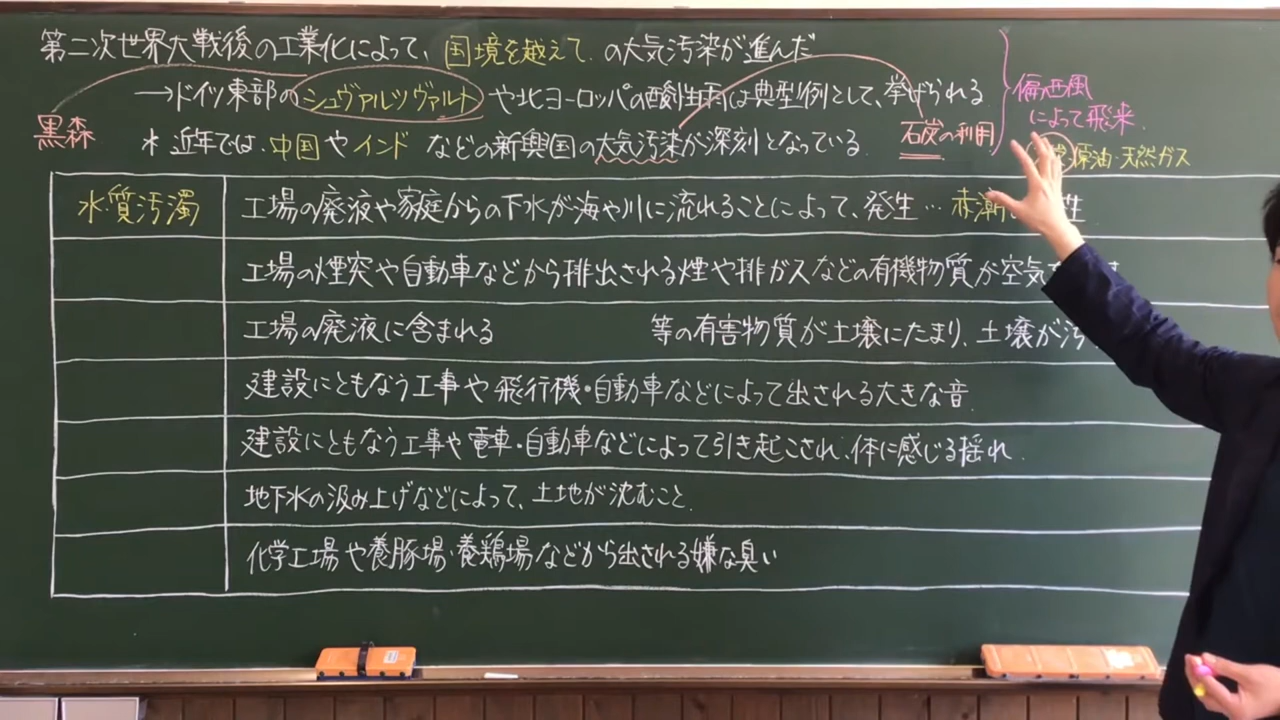 第二次世界大戦後の工業化によって、国境を越えての大気汚染が進んだ
→ドイツ東部のシュヴァルツヴァルトや北ヨーロッパの酸性雨は典型例として、挙げられる
黒森
＊近年では、中国やインドなどの新興国の大気汚染が深刻となっている。
石炭の利用
偏西風
によって飛来.
原油・天然ガス
水質汚濁 工場の廃液や家庭からの下水が海や川に流れることによって、発生… 赤潮
工場の煙突や自動車などから排出される煙や排ガスなどの有機物質が空気
工場の廃液に含まれる 等の有害物質が土壌にたまり、土壌が汚
建設にともなう工事や飛行機・自動車などによって出される大きな音.
建設にともなう工事や電車・自動車などによって引き起こされ、体に感じる揺れ.
地下水の汲み上げなどによって、土地が沈むこと.
化学工場や養豚場・養鶏場などから出される嫌な臭い